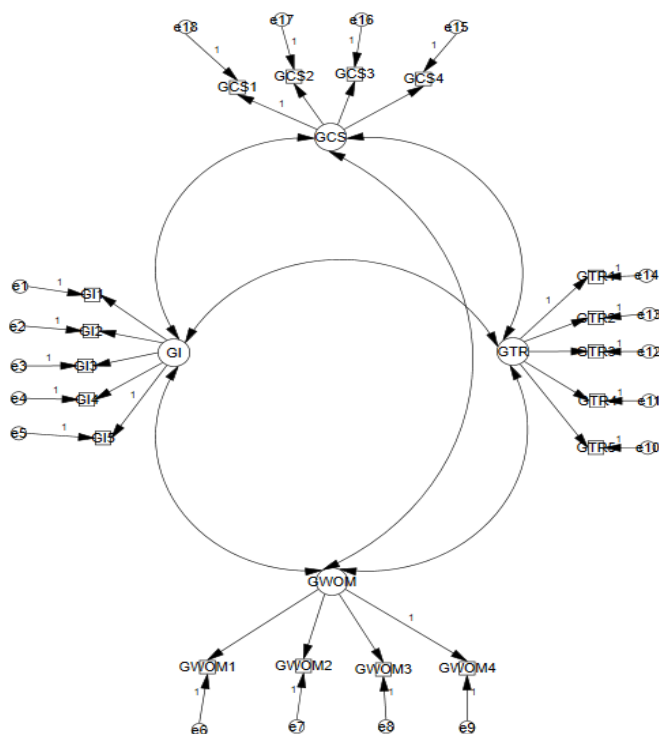 e18 e17 e16 e15
1 1 1 1
GCS1 GCS2 GCS3 GCS4
1
GCS
e1 1 GI1
e2 1 GI2
e3 1 GI3
e4 1 GI4
e5 1 GI5
1
GI
GTR
1
GTR1 1 e14
GTR2 1 e13
GTR3 1 e12
GTR4 1 e11
GTR5 1 e10
GWOM
1
GWOM1 GWOM2 GWOM3 GWOM4
1 1 1 1
e6 e7 e8 e9